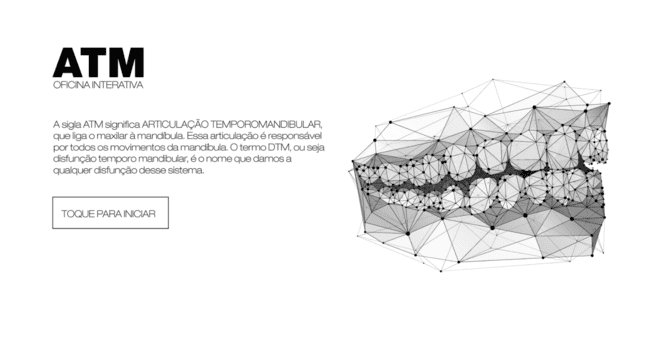 ATM
OFICINA INTERATIVA
A sigla ATM significa ARTICULAÇÃO TEMPOROMANDIBULAR,
que liga o maxilar à mandíbula. Essa articulação é responsável
por todos os movimentos da mandíbula. O termo DTM, ou seja
disfunção temporo mandibular, é o nome que damos a
qualquer disfunção desse sistema.
TOQUE PARA INICIAR